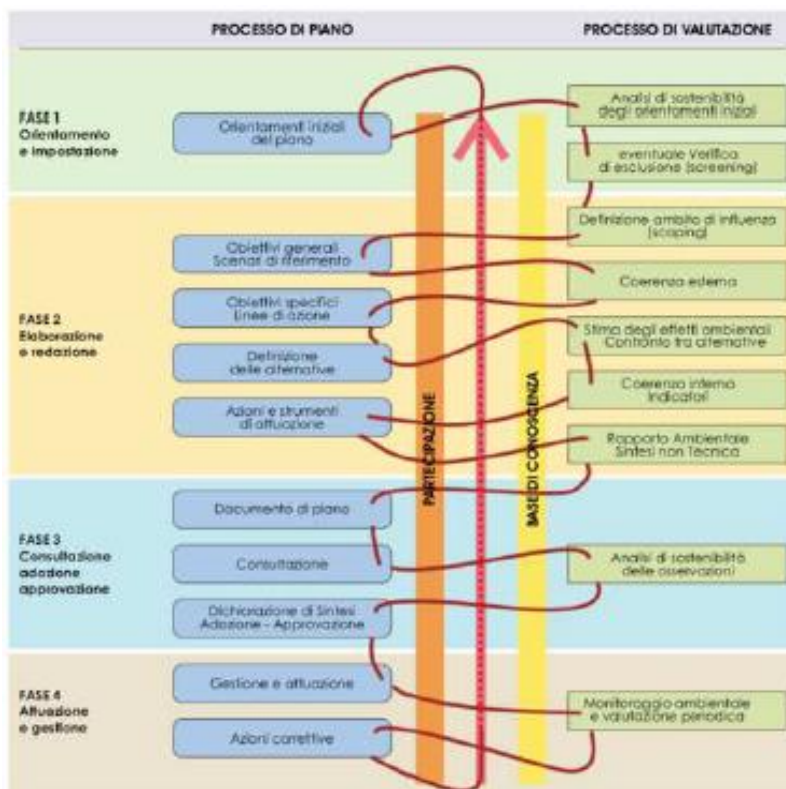 PROCESSO DI PIANO
PROCESSO DI VALUTAZIONE
FASE 1
Orientamento
e impostazione
Orientamenti iniziali
del piano
Analisi di sostenibilità
degli orientamenti iniziali
eventuale Verifica
di esclusione (screening)
FASE 2
Elaborazione
e redazione
Obiettivi generali
Scenari di riferimento
Obiettivi specifici
Linee di azione
Definizione
delle alternative
Azioni e strumenti
di attuazione
PARTECIPAZIONE
BASE DI CONOSCENZA
Definizione ambito di influenza
(scoping)
Coerenza esterna
Stima degli effetti ambientali
Confronto tra alternative
Coerenza interna
Indicatori
Rapporto Ambientale
Sintesi non Tecnica
FASE 3
Consultazione
adozione
approvazione
Documento di piano
Consultazione
Dichiarazione di Sintesi
Adozione - Approvazione
Analisi di sostenibilità
delle osservazioni
FASE 4
Attuazione
e gestione
Gestione e attuazione
Azioni correttive
Monitoraggio ambientale
e valutazione periodica